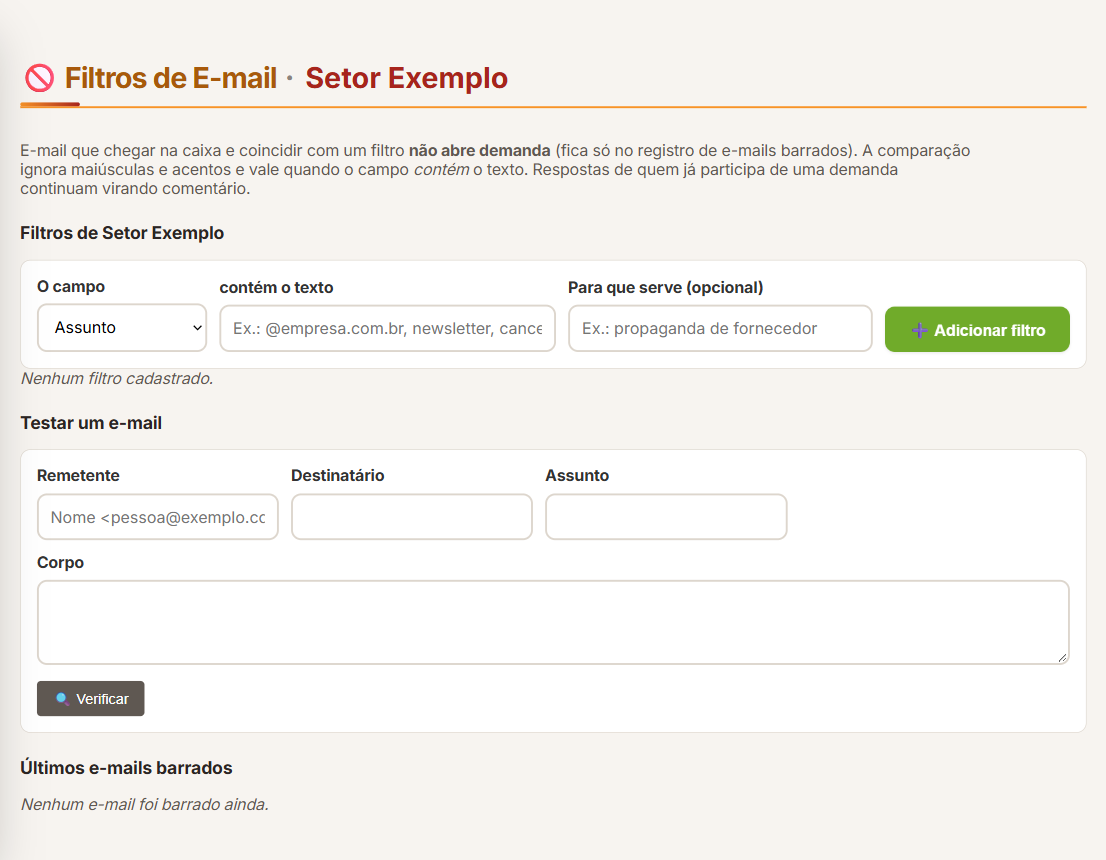 Filtros de E-mail · Setor Exemplo
E-mail que chegar na caixa e coincidir com um filtro não abre demanda (fica só no registro de e-mails barrados). A comparação
ignora maiúsculas e acentos e vale quando o campo contém o texto. Respostas de quem já participa de uma demanda
continuam virando comentário.
Filtros de Setor Exemplo
O campo
contém o texto
Para que serve (opcional)
Assunto
Ex.: @empresa.com.br, newsletter, cance
Ex.: propaganda de fornecedor
Adicionar filtro
Nenhum filtro cadastrado.
Testar um e-mail
Remetente
Destinatário
Assunto
Nome <pessoa@exemplo.co
Corpo
Verificar
Últimos e-mails barrados
Nenhum e-mail foi barrado ainda.